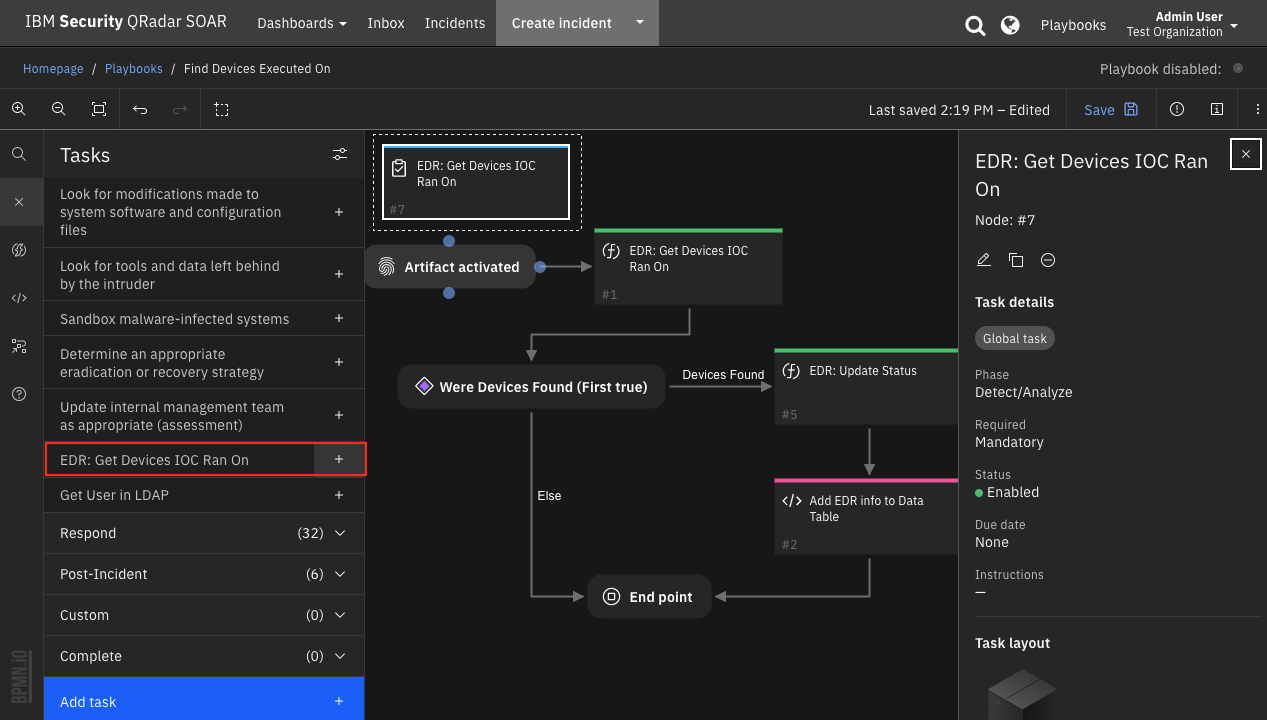 IBM Security QRadar SOAR
Dashboards
Inbox
Incidents
Create incident
Playbooks
Admin User
Test Organization
Homepage / Playbooks / Find Devices Executed On
Playbook disabled:
Last saved 2:19 PM – Edited
Save
Tasks
Look for modifications made to
system software and configuration
files
Look for tools and data left behind
by the intruder
Sandbox malware-infected systems
Determine an appropriate
eradication or recovery strategy
Update internal management team
as appropriate (assessment)
EDR: Get Devices IOC Ran On
Get User in LDAP
Respond (32)
Post-Incident (6)
Custom (0)
Complete (0)
Add task
BPMN.iO
EDR: Get Devices IOC
Ran On
#7
Artifact activated
EDR: Get Devices IOC
Ran On
#1
Were Devices Found (First true)
Devices Found
EDR: Update Status
#5
Else
Add EDR info to Data
Table
#2
End point
EDR: Get Devices IOC Ran
On
Node: #7
Task details
Global task
Phase
Detect/Analyze
Required
Mandatory
Status
Enabled
Due date
None
Instructions
—
Task layout